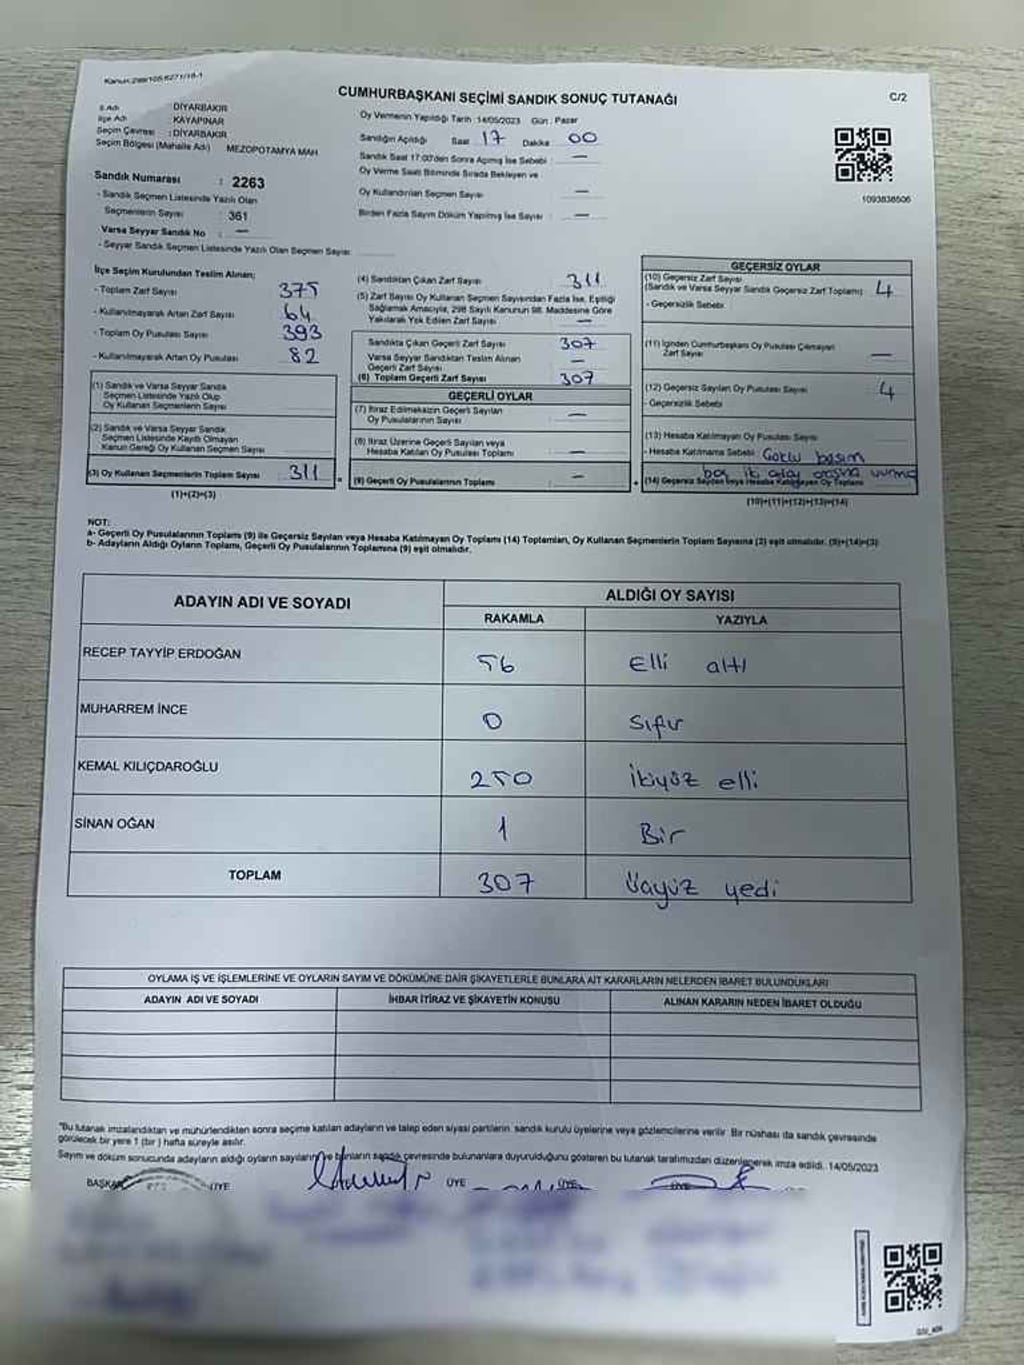 Kanun:298/105,6271/18-1
CUMHURBAŞKANI SEÇİMİ SANDIK SONUÇ TUTANAĞI
C/2
İl Adı DİYARBAKIR
İlçe Adı KAYAPINAR
Seçim Çevresi : DİYARBAKIR
Seçim Bölgesi (Mahalle Adı) MEZOPOTAMYA MAH
Sandık Numarası : 2263
- Sandık Seçmen Listesinde Yazılı Olan
Seçmenlerin Sayısı : 361
Varsa Seyyar Sandık No : —
- Seyyar Sandık Seçmen Listesinde Yazılı Olan Seçmen Sayısı
Oy Vermenin Yapıldığı Tarih : 14/05/2023 Gün : Pazar
Sandığın Açıldığı Saat 17 Dakika 00
Sandık Saat 17:00'den Sonra Açılmış İse Sebebi : —
Oy Verme Saati Bitiminde Sırada Bekleyen ve
Oy Kullandırılan Seçmen Sayısı : —
Birden Fazla Sayım Döküm Yapılmış İse Sayısı : —
1093838506
İlçe Seçim Kurulundan Teslim Alınan;
- Toplam Zarf Sayısı 375
- Kullanılmayarak Artan Zarf Sayısı 64
- Toplam Oy Pusulası Sayısı 393
- Kullanılmayarak Artan Oy Pusulası 82
(1) Sandık ve Varsa Seyyar Sandık
Seçmen Listesinde Yazılı Olup
Oy Kullanan Seçmenlerin Sayısı
(2) Sandık ve Varsa Seyyar Sandık
Seçmen Listesinde Kayıtlı Olmayan
Kanun Gereği Oy Kullanan Seçmen Sayısı
(3) Oy Kullanan Seçmenlerin Toplam Sayısı 311
(1)+(2)=(3)
(4) Sandıktan Çıkan Zarf Sayısı 311
(5) Zarf Sayısı Oy Kullanan Seçmen Sayısından Fazla İse, Eşitliği
Sağlamak Amacıyla, 298 Sayılı Kanunun 98. Maddesine Göre
Yakılarak Yok Edilen Zarf Sayısı —
Sandıkta Çıkan Geçerli Zarf Sayısı 307
Varsa Seyyar Sandıktan Teslim Alınan
Geçerli Zarf Sayısı —
(6) Toplam Geçerli Zarf Sayısı 307
GEÇERLİ OYLAR
(7) İtiraz Edilmeksizin Geçerli Sayılan
Oy Pusulalarının Sayısı —
(8) İtiraz Üzerine Geçerli Sayılan veya
Hesaba Katılan Oy Pusulası Toplamı —
(9) Geçerli Oy Pusulalarının Toplamı —
GEÇERSİZ OYLAR
(10) Geçersiz Zarf Sayısı
(Sandık ve Varsa Seyyar Sandık Geçersiz Zarf Toplamı) 4
- Geçersizlik Sebebi
(11) İçinden Cumhurbaşkanı Oy Pusulası Çıkmayan
Zarf Sayısı —
(12) Geçersiz Sayılan Oy Pusulası Sayısı 4
- Geçersizlik Sebebi
(13) Hesaba Katılmayan Oy Pusulası Sayısı
- Hesaba Katılmama Sebebi Çoklu basım
boş iki aday arasına vurma
(14) Geçersiz Sayılan veya Hesaba Katılmayan Oy Toplamı
(10)+(11)+(12)+(13)=(14)
NOT:
a- Geçerli Oy Pusulalarının Toplamı (9) ile Geçersiz Sayılan veya Hesaba Katılmayan Oy Toplamı (14) Toplamları, Oy Kullanan Seçmenlerin Toplam Sayısına (3) eşit olmalıdır. (9)+(14)=(3)
b- Adayların Aldığı Oyların Toplamı, Geçerli Oy Pusulalarının Toplamına (9) eşit olmalıdır.
ADAYIN ADI VE SOYADI
ALDIĞI OY SAYISI
RAKAMLA YAZIYLA
RECEP TAYYİP ERDOĞAN 56 Elli altı
MUHARREM İNCE 0 Sıfır
KEMAL KILIÇDAROĞLU 250 İkiyüz elli
SİNAN OĞAN 1 Bir
TOPLAM 307 Üçyüz yedi
OYLAMA İŞ VE İŞLEMLERİNE VE OYLARIN SAYIM VE DÖKÜMÜNE DAİR ŞİKAYETLERLE BUNLARA AİT KARARLARIN NELERDEN İBARET BULUNDUKLARI
ADAYIN ADI VE SOYADI İHBAR İTİRAZ VE ŞİKAYETİN KONUSU ALINAN KARARIN NEDEN İBARET OLDUĞU
"Bu tutanak imzalandıktan ve mühürlendikten sonra seçime katılan adayların ve talep eden siyasi partilerin, sandık kurulu üyelerine veya gözlemcilerine verilir. Bir nüshası da sandık çevresinde
görülecek bir yere 1 (bir) hafta süreyle asılır.
Sayım ve döküm sonucunda adayların aldığı oyların sayılarını ve bunların sandık çevresinde bulunanlara duyurulduğunu gösteren bu tutanak tarafımızdan düzenlenerek imza edildi. 14/05/2023
BAŞKAN ÜYE ÜYE ÜYE ÜYE